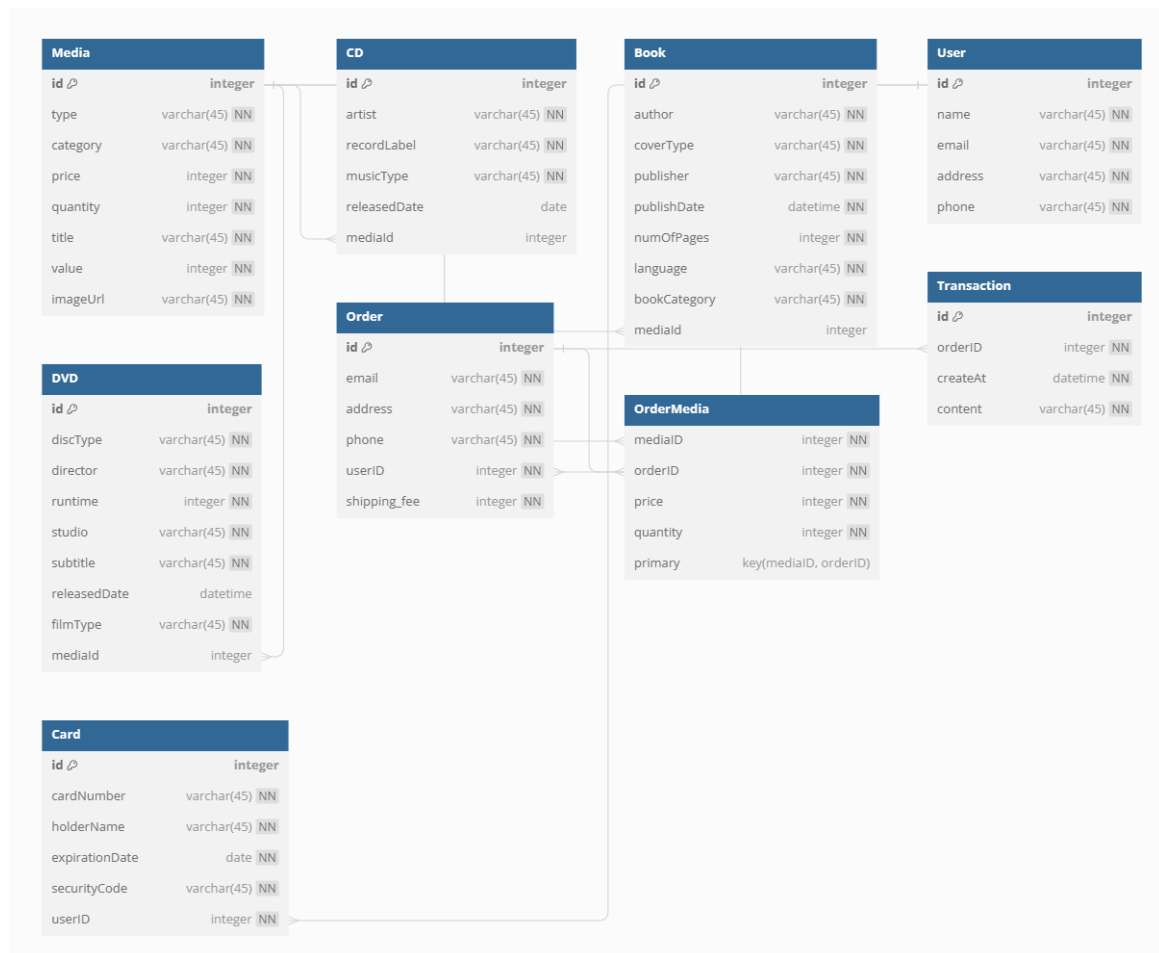 Media
id integer
type varchar(45) NN
category varchar(45) NN
price integer NN
quantity integer NN
title varchar(45) NN
value integer NN
imageUrl varchar(45) NN
CD
id integer
artist varchar(45) NN
recordLabel varchar(45) NN
musicType varchar(45) NN
releasedDate date
mediaId integer
Book
id integer
author varchar(45) NN
coverType varchar(45) NN
publisher varchar(45) NN
publishDate datetime NN
numOfPages integer NN
language varchar(45) NN
bookCategory varchar(45) NN
mediaId integer
User
id integer
name varchar(45) NN
email varchar(45) NN
address varchar(45) NN
phone varchar(45) NN
Transaction
id integer
orderID integer NN
createAt datetime NN
content varchar(45) NN
Order
id integer
email varchar(45) NN
address varchar(45) NN
phone varchar(45) NN
userID integer NN
shipping_fee integer NN
OrderMedia
mediaID integer NN
orderID integer NN
price integer NN
quantity integer NN
primary key(mediaID, orderID)
DVD
id integer
discType varchar(45) NN
director varchar(45) NN
runtime integer NN
studio varchar(45) NN
subtitle varchar(45) NN
releasedDate datetime
filmType varchar(45) NN
mediaId integer
Card
id integer
cardNumber varchar(45) NN
holderName varchar(45) NN
expirationDate date NN
securityCode varchar(45) NN
userID integer NN